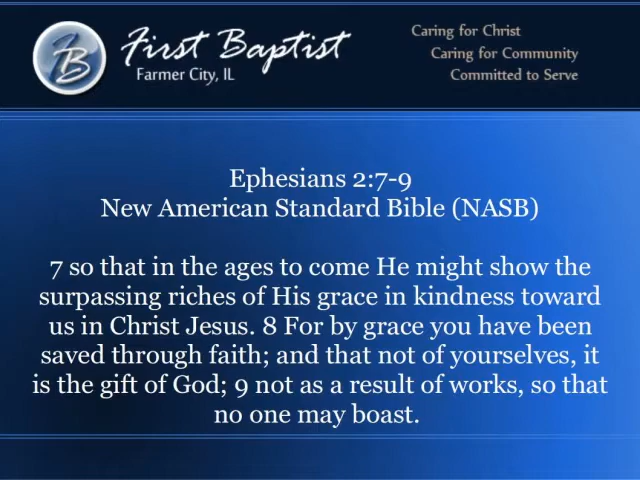 FB
First Baptist
Farmer City, IL
Caring for Christ
Caring for Community
Committed to Serve
Ephesians 2:7-9
New American Standard Bible (NASB)
7 so that in the ages to come He might show the
surpassing riches of His grace in kindness toward
us in Christ Jesus. 8 For by grace you have been
saved through faith; and that not of yourselves, it
is the gift of God; 9 not as a result of works, so that
no one may boast.